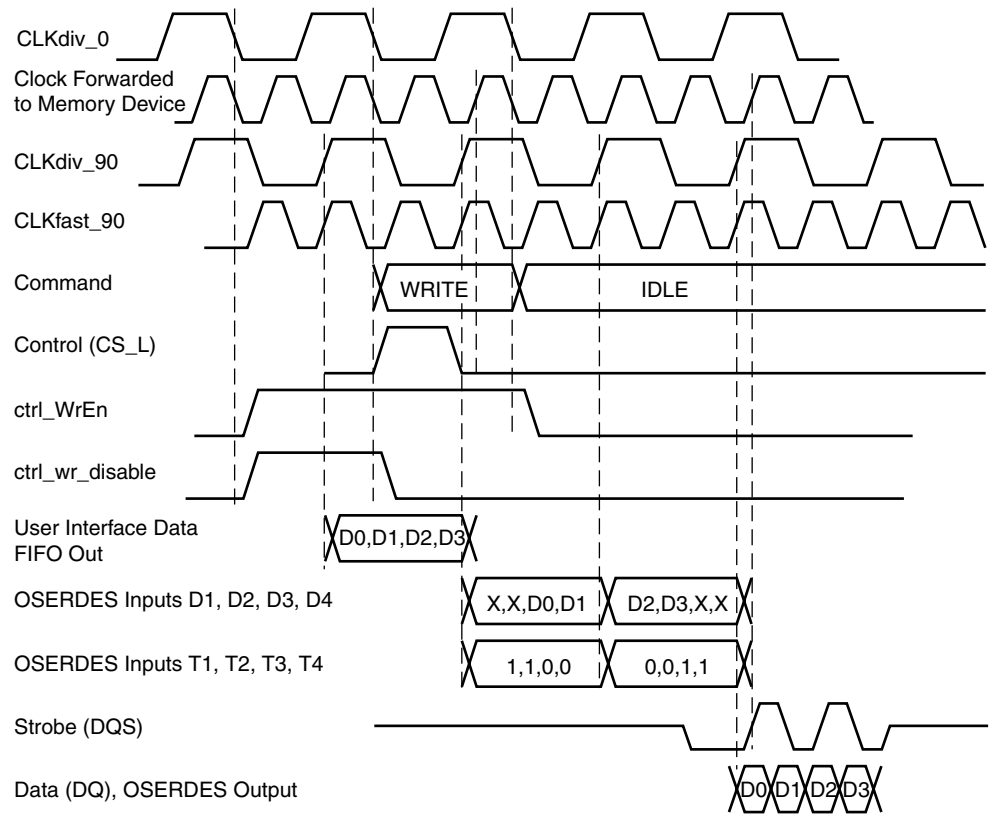 CLKdiv_0
Clock Forwarded
to Memory Device
CLKdiv_90
CLKfast_90
Command
WRITE
IDLE
Control (CS_L)
ctrl_WrEn
ctrl_wr_disable
User Interface Data
FIFO Out
D0,D1,D2,D3
OSERDES Inputs D1, D2, D3, D4
X,X,D0,D1
D2,D3,X,X
OSERDES Inputs T1, T2, T3, T4
1,1,0,0
0,0,1,1
Strobe (DQS)
Data (DQ), OSERDES Output
D0
D1
D2
D3